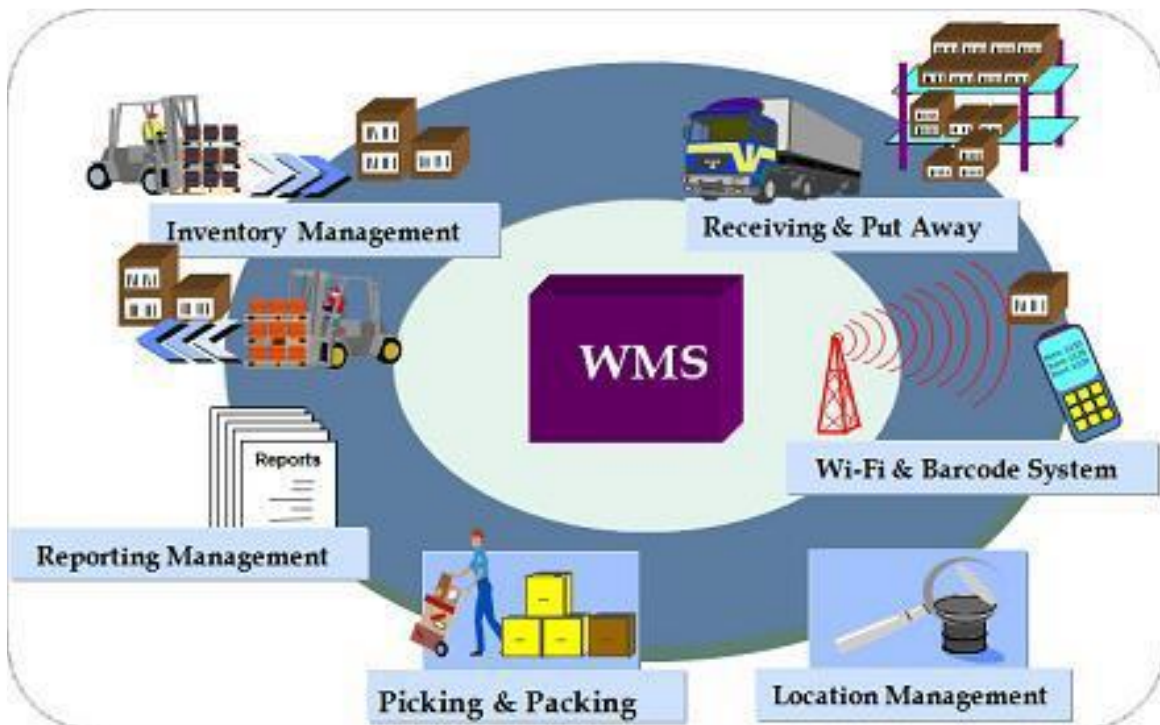 Inventory Management
Receiving & Put Away
WMS
Reports
Wi-Fi & Barcode System
Reporting Management
Picking & Packing
Location Management